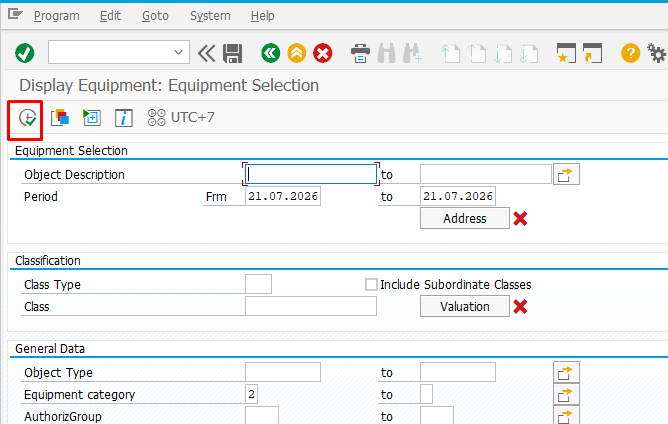 Program Edit Goto System Help
Display Equipment: Equipment Selection
UTC+7
Equipment Selection
Object Description to
Period Frm 21.07.2026 to 21.07.2026
Address
Classification
Class Type Include Subordinate Classes
Class Valuation
General Data
Object Type to
Equipment category 2 to
AuthorizGroup to